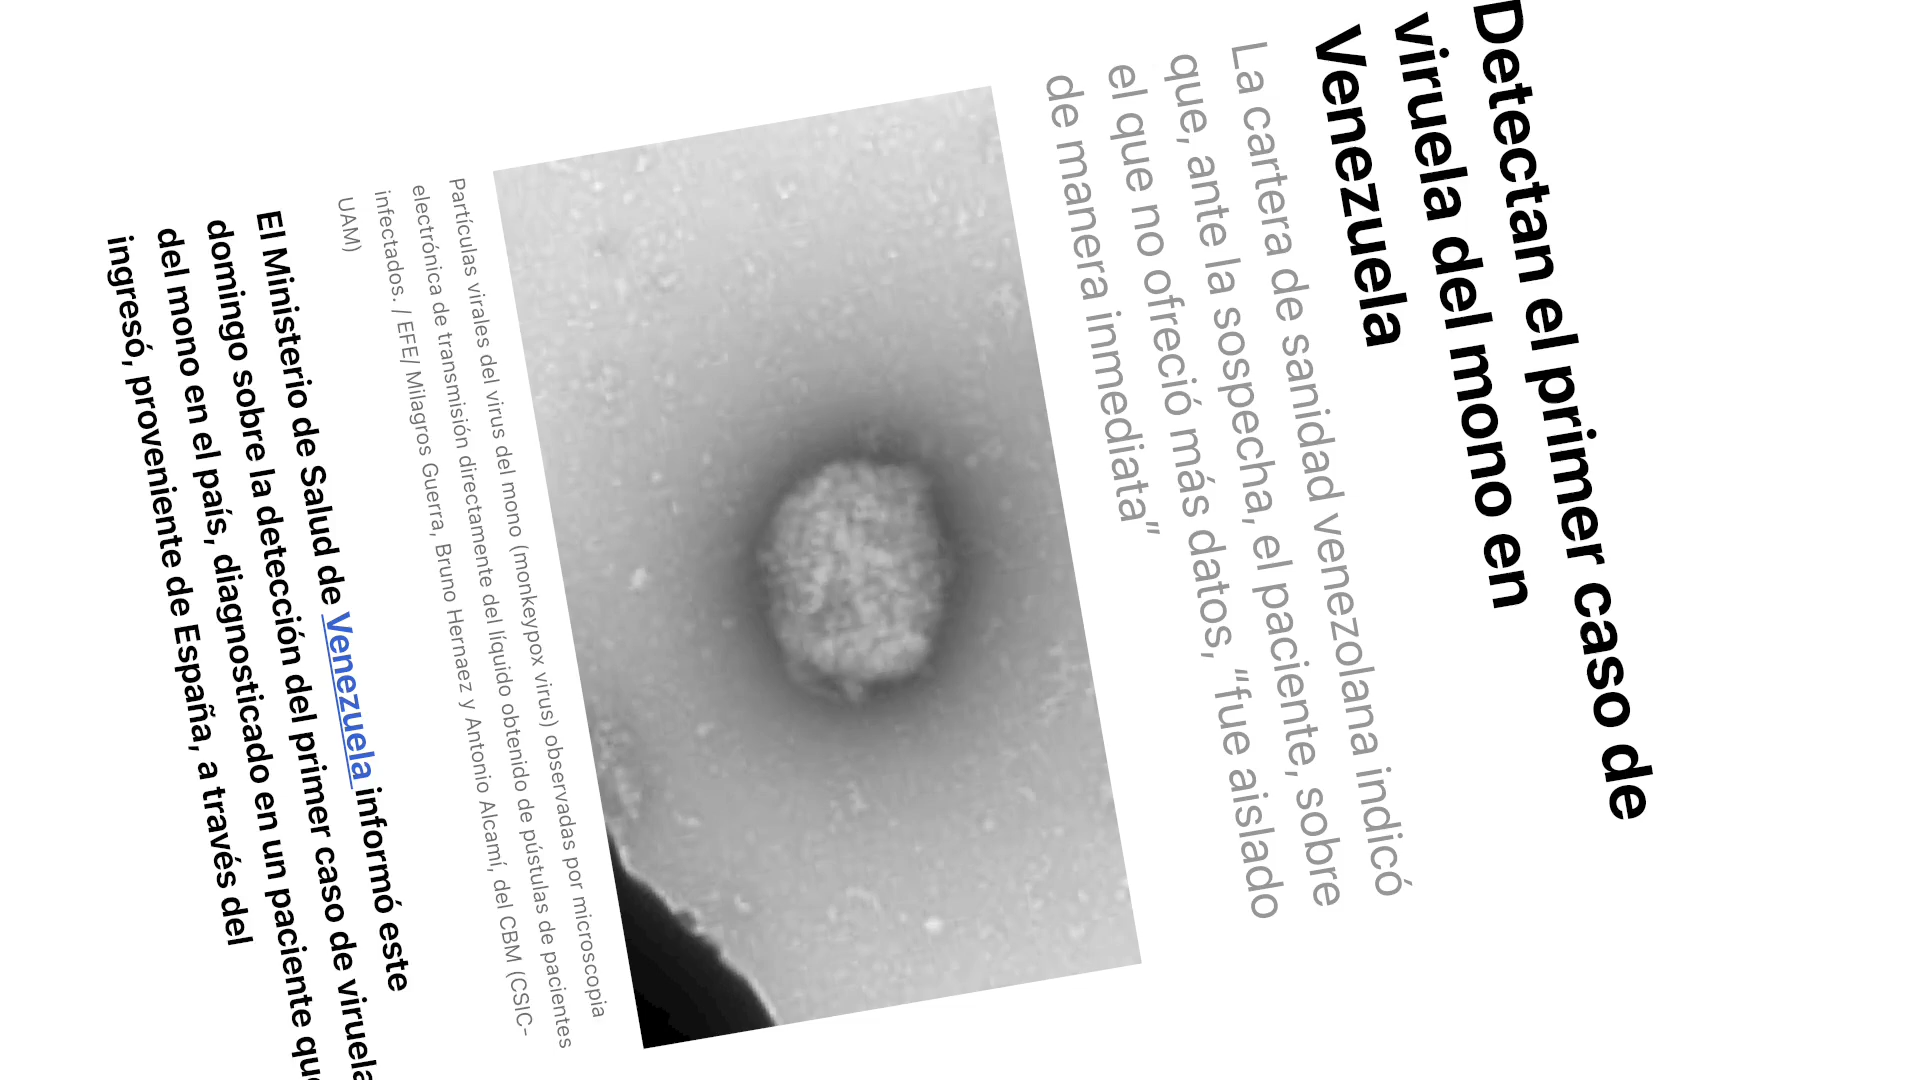 Detectan el primer caso de
viruela del mono en
Venezuela
La cartera de sanidad venezolana indicó
que, ante la sospecha, el paciente, sobre
el que no ofreció más datos, “fue aislado
de manera inmediata”
Partículas virales del virus del mono (monkeypox virus) observadas por microscopia
electrónica de transmisión directamente del líquido obtenido de pústulas de pacientes
infectados. / EFE/ Milagros Guerra, Bruno Hernaez y Antonio Alcamí, del CBM (CSIC-
UAM)
El Ministerio de Salud de Venezuela informó este
domingo sobre la detección del primer caso de viruela
del mono en el país, diagnosticado en un paciente que
ingresó, proveniente de España, a través del